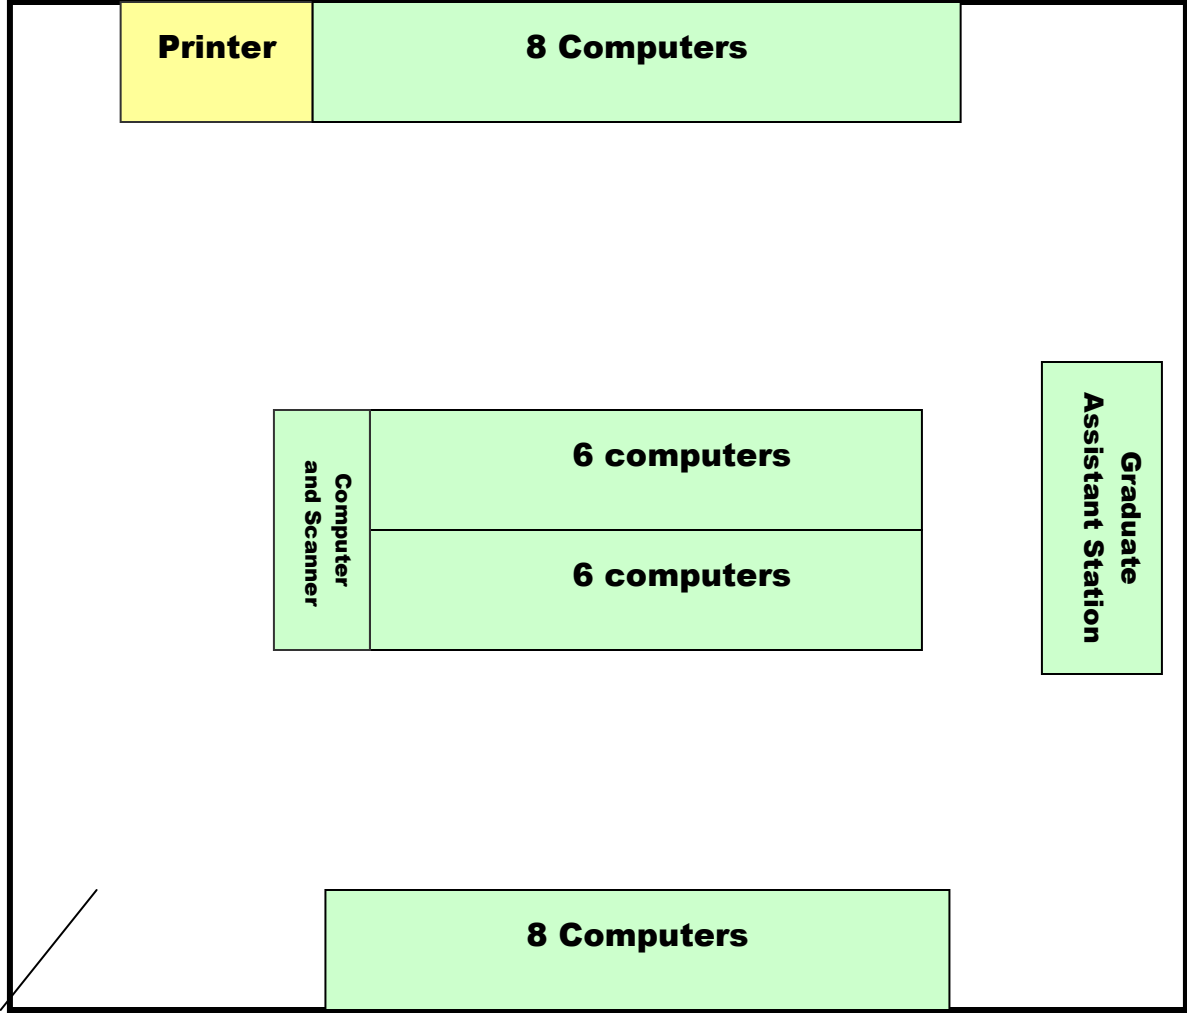 Printer
8 Computers
6 computers
Computer
and Scanner
6 computers
Graduate
Assistant Station
8 Computers